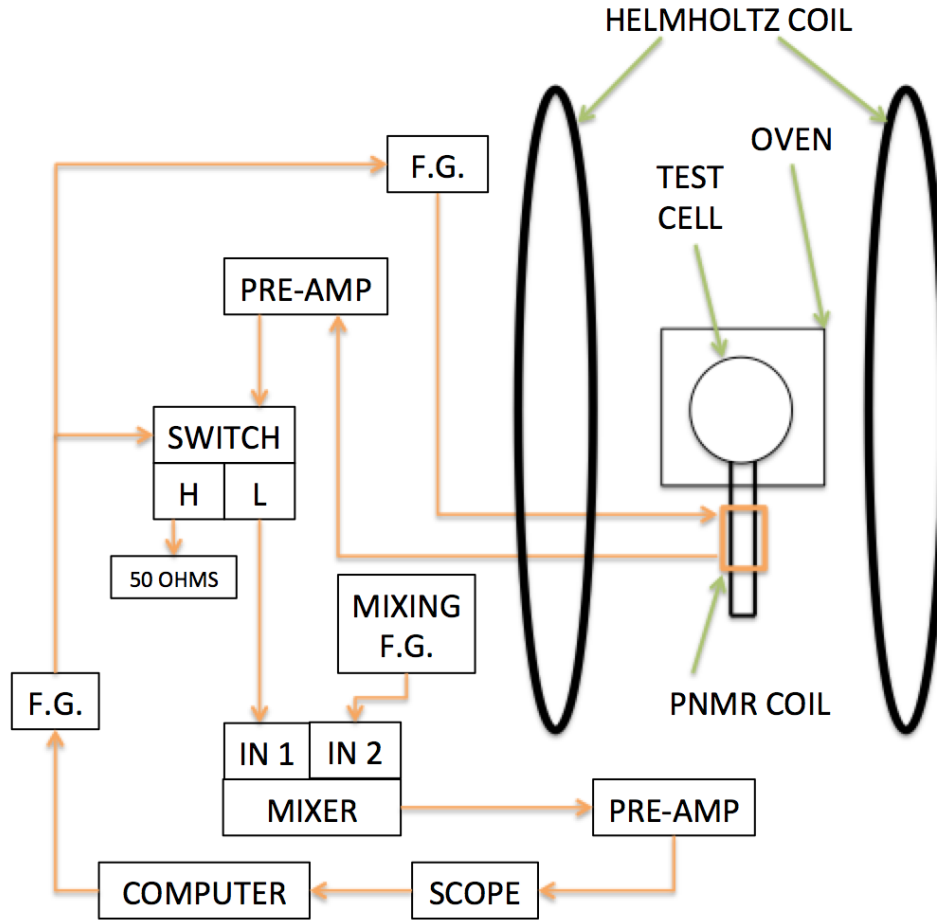 HELMHOLTZ COIL
OVEN
F.G.
TEST
CELL
PRE-AMP
SWITCH
H
L
50 OHMS
MIXING
F.G.
F.G.
PNMR COIL
IN 1
IN 2
MIXER
PRE-AMP
COMPUTER
SCOPE